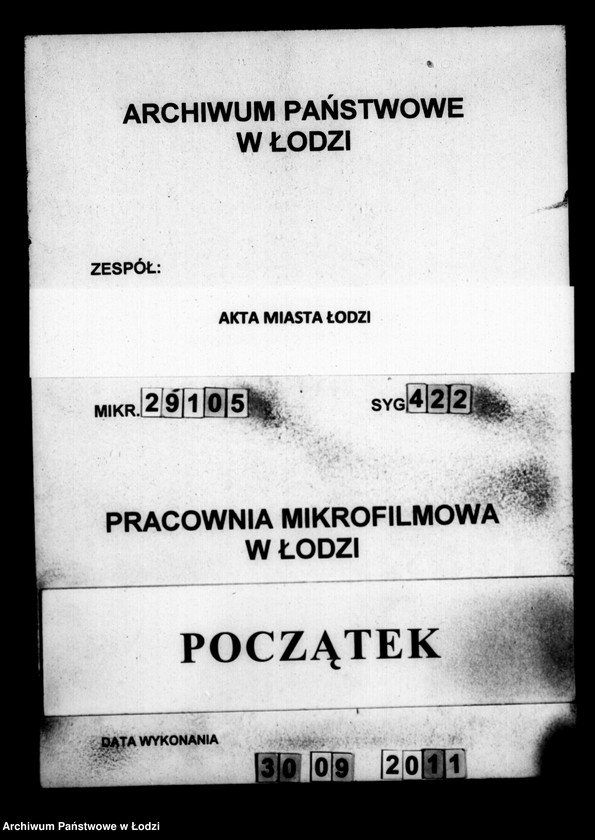 ARCHIWUM PAŃSTWOWE
W ŁODZI
ZESPÓŁ:
AKTA MIASTA ŁODZI
MIKR. 29105 SYG 422
PRACOWNIA MIKROFILMOWA
W ŁODZI
POCZĄTEK
DATA WYKONANIA
30 09 2011
Archiwum Państwowe w Łodzi